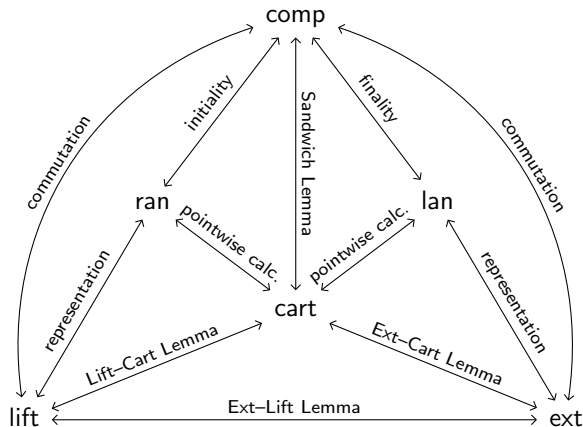 comp
initiality
finality
Sandwich Lemma
commutation
commutation
ran
lan
pointwise calc.
pointwise calc.
representation
representation
cart
Lift–Cart Lemma
Ext–Cart Lemma
lift
Ext–Lift Lemma
ext